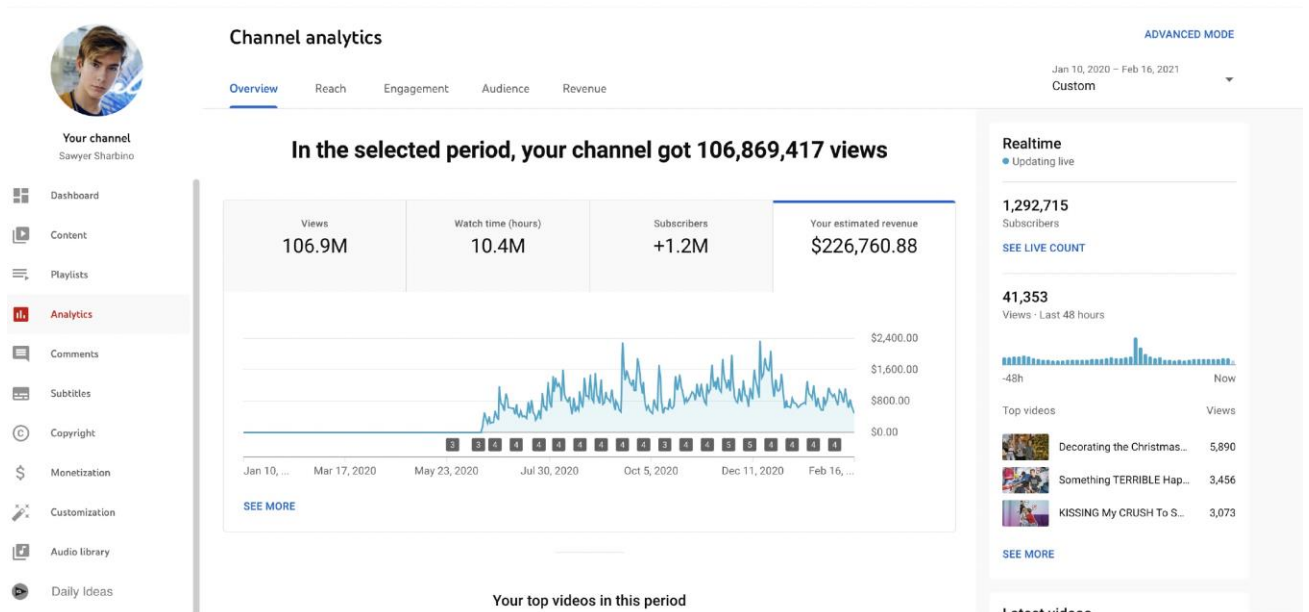 Channel analytics
ADVANCED MODE
Jan 10, 2020 – Feb 16, 2021
Custom
Overview Reach Engagement Audience Revenue
Your channel
Sawyer Sharbino
Dashboard
Content
Playlists
Analytics
Comments
Subtitles
Copyright
Monetization
Customization
Audio library
Daily Ideas
In the selected period, your channel got 106,869,417 views
Views
106.9M
Watch time (hours)
10.4M
Subscribers
+1.2M
Your estimated revenue
$226,760.88
$2,400.00
$1,600.00
$800.00
$0.00
3 3 4 4 4 4 4 4 4 4 3 4 4 5 5 4 4 4 4
Jan 10, ... Mar 17, 2020 May 23, 2020 Jul 30, 2020 Oct 5, 2020 Dec 11, 2020 Feb 16, ...
SEE MORE
Your top videos in this period
Realtime
Updating live
1,292,715
Subscribers
SEE LIVE COUNT
41,353
Views · Last 48 hours
-48h Now
Top videos Views
Decorating the Christmas... 5,890
Something TERRIBLE Hap... 3,456
KISSING My CRUSH To S... 3,073
SEE MORE
Latest videos